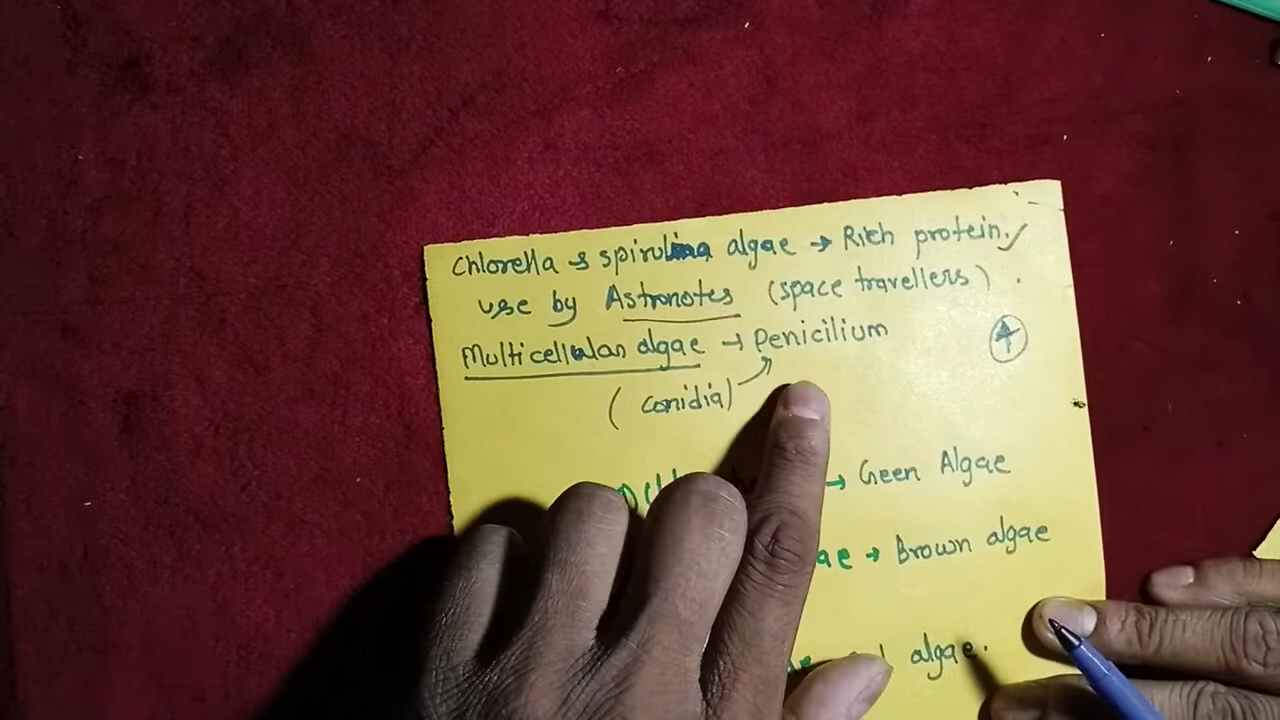 Chlorella & spirulina algae → Rich protein.
use by Astronotes (space travellers).
Multicellular algae → Penicilium
(conidia)
→ Green Algae
ae → Brown algae
algae.